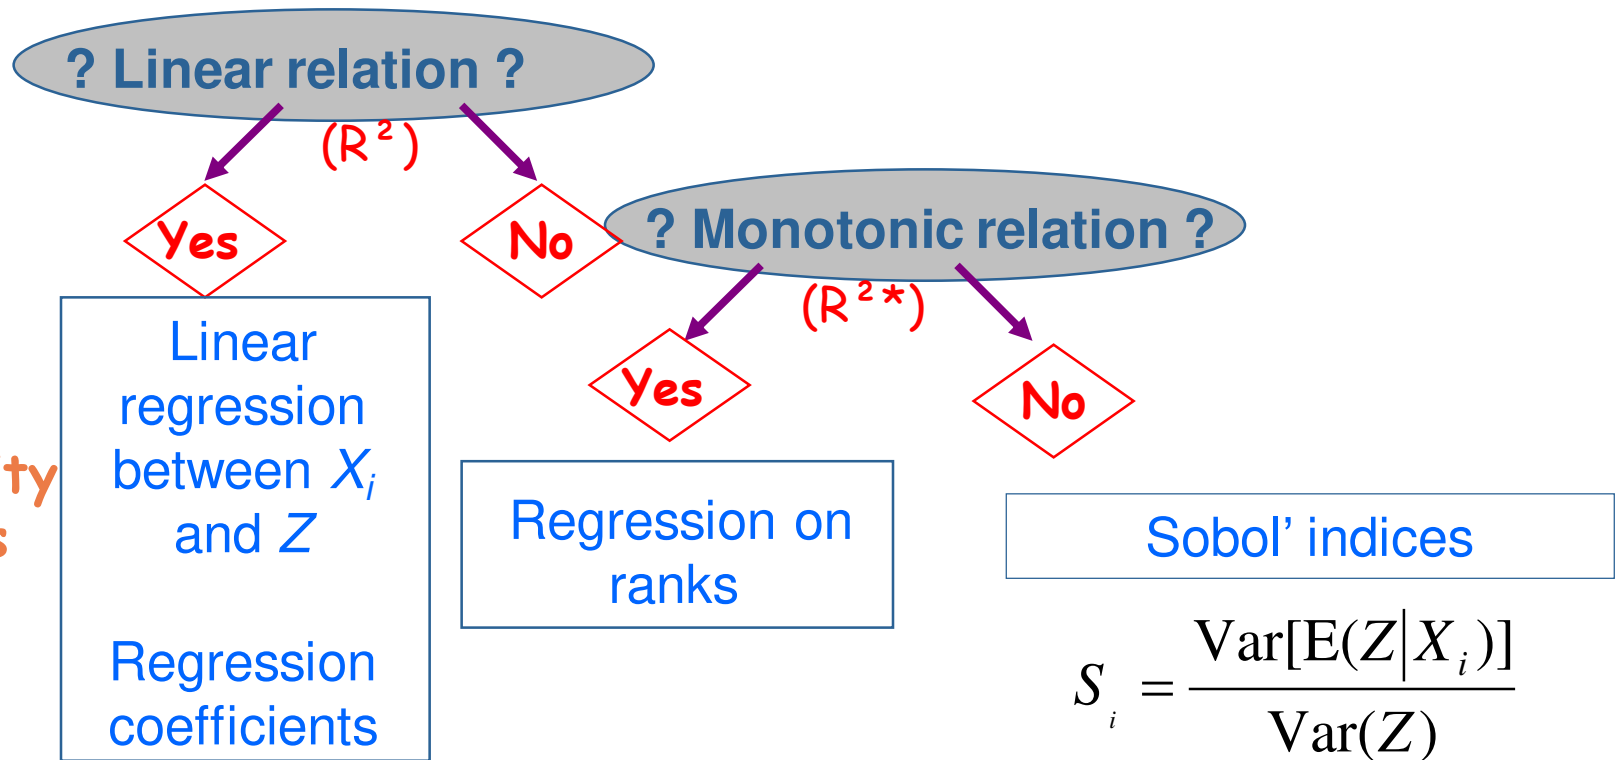 ? Linear relation ?
(R²)
Yes
No
? Monotonic relation ?
(R²*)
Yes
No
Linear
regression
between Xᵢ
and Z
Regression
coefficients
Regression on
ranks
Sobol’ indices
Sᵢ = Var[E(Z|Xᵢ)] / Var(Z)